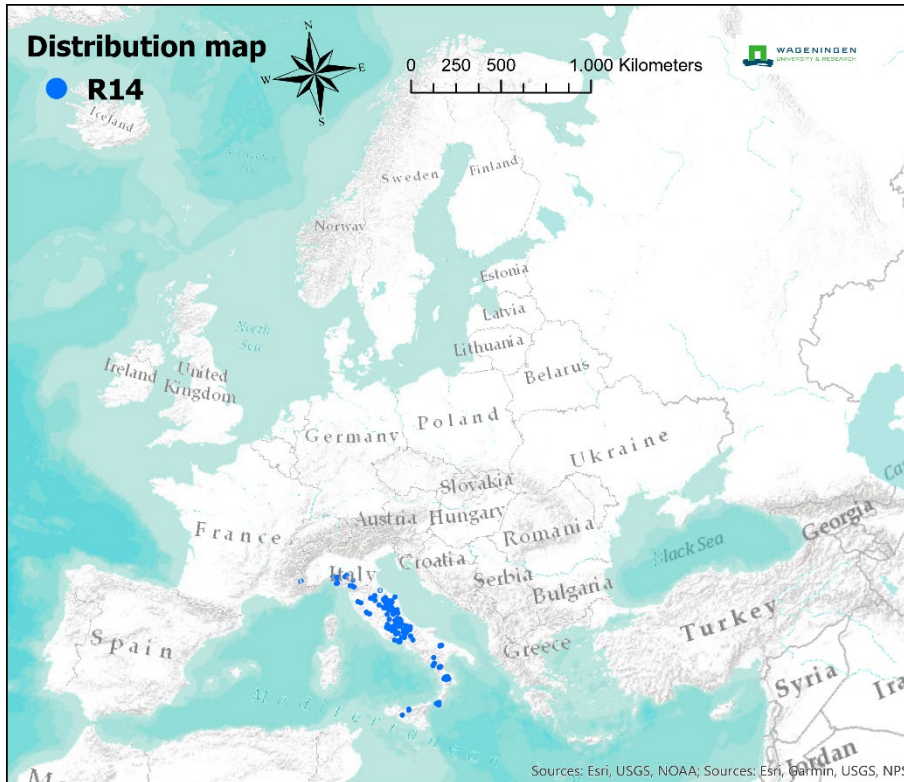 Distribution map
R14
N
W
E
S
0 250 500 1.000 Kilometers
WAGENINGEN
UNIVERSITY & RESEARCH
Iceland
Sweden
Finland
Norway
Estonia
Latvia
Lithuania
Belarus
North
Sea
Ireland
United
Kingdom
Germany
Poland
Ukraine
Slovakia
Austria
Hungary
France
Romania
Croatia
Italy
Serbia
Bulgaria
Black Sea
Georgia
Spain
Greece
Turkey
Syria
Mediterranean
Jordan
Sources: Esri, USGS, NOAA; Sources: Esri, Garmin, USGS, NPS